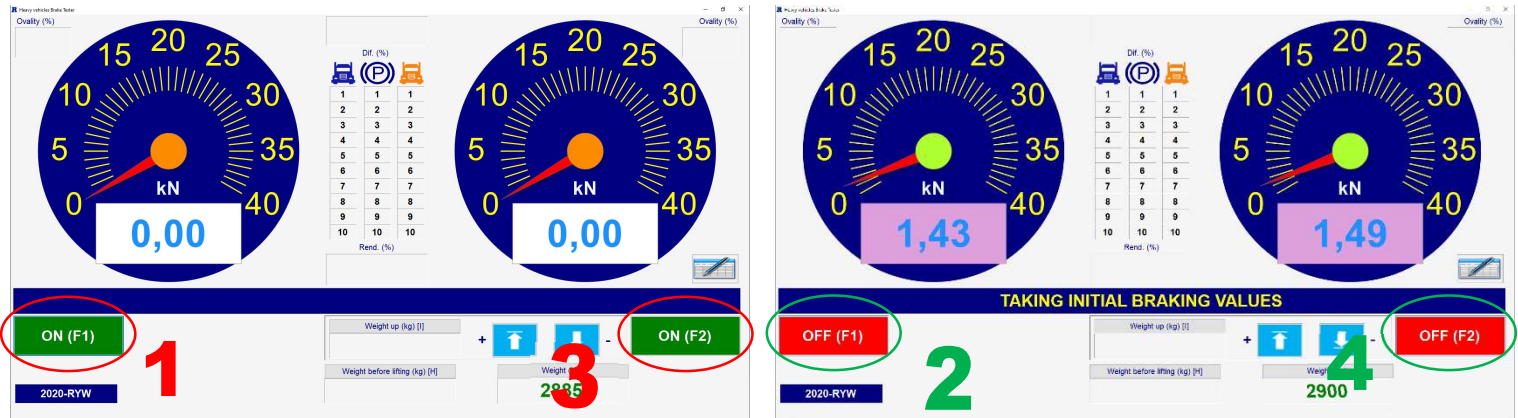 Heavy vehicles Brake Tester
Ovality (%)
Ovality (%)
0 5 10 15 20 25 30 35 40
kN
0,00
Dif. (%)
P
1 1 1
2 2 2
3 3 3
4 4 4
5 5 5
6 6 6
7 7 7
8 8 8
9 9 9
10 10 10
Rend. (%)
0 5 10 15 20 25 30 35 40
kN
0,00
ON (F1)
1
Weight up (kg) [I]
+
-
3
ON (F2)
2020-RYW
Weight before lifting (kg) [H]
Weight
2885
Heavy vehicles Brake Tester
Ovality (%)
Ovality (%)
0 5 10 15 20 25 30 35 40
kN
1,43
Dif. (%)
P
1 1 1
2 2 2
3 3 3
4 4 4
5 5 5
6 6 6
7 7 7
8 8 8
9 9 9
10 10 10
Rend. (%)
0 5 10 15 20 25 30 35 40
kN
1,49
TAKING INITIAL BRAKING VALUES
OFF (F1)
2
Weight up (kg) [I]
+
-
4
OFF (F2)
2020-RYW
Weight before lifting (kg) [H]
2900